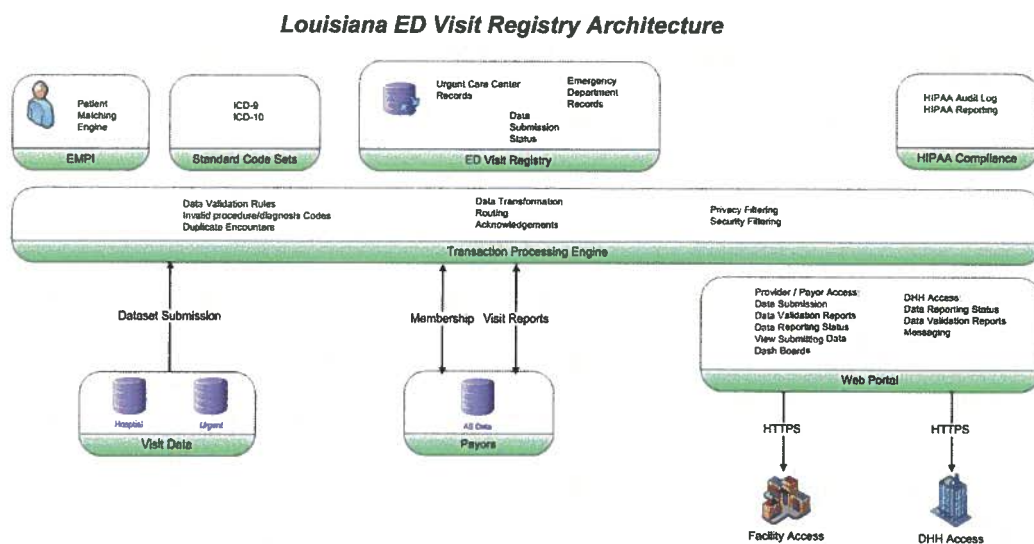 Louisiana ED Visit Registry Architecture
Patient
Matching
Engine
EMPI
ICD-9
ICD-10
Standard Code Sets
Urgent Care Center
Records
Emergency
Department
Records
Data
Submission
Status
ED Visit Registry
HIPAA Audit Log
HIPAA Reporting
HIPAA Compliance
Data Validation Rules
Invalid procedure/diagnosis Codes
Duplicate Encounters
Data Transformation
Routing
Acknowledgements
Privacy Filtering
Security Filtering
Transaction Processing Engine
Dataset Submission
Membership
Visit Reports
Provider / Payor Access:
Data Submission
Data Validation Reports
Data Reporting Status
View Submitting Data
Dash Boards
DHH Access:
Data Reporting Status
Data Validation Reports
Messaging
Web Portal
Hospital
Urgent
Visit Data
All Data
Payors
HTTPS
HTTPS
Facility Access
DHH Access